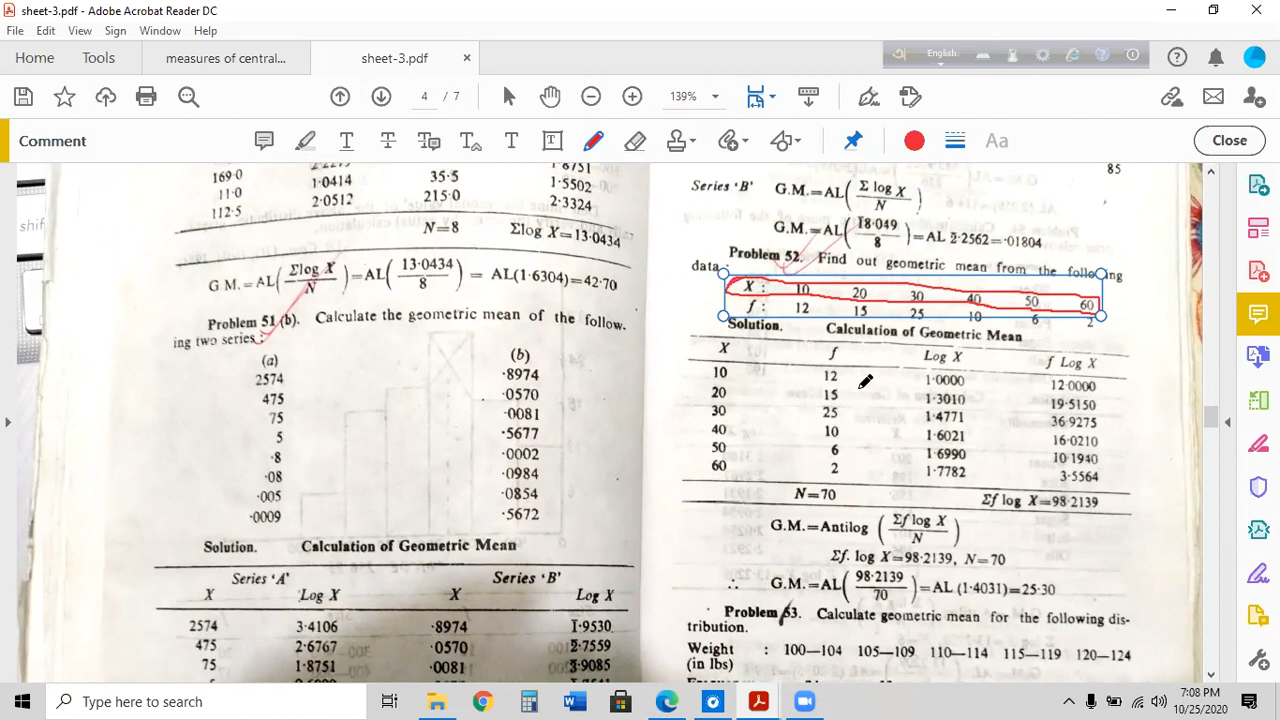 sheet-3.pdf - Adobe Acrobat Reader DC
File Edit View Sign Window Help
Home Tools measures of central... sheet-3.pdf × English
4 / 7 139%
Comment Close
shif
169·0 1·0414 35·5 1·5502
11·0 2·0512 215·0 2·3324
112·5
N=8 Σlog X=13·0434
G.M.=AL(Σlog X/N)=AL(13·0434/8) = AL(1·6304)=42·70
Problem 51 (b). Calculate the geometric mean of the follow-
ing two series :
(a) (b)
2574 ·8974
475 ·0570
75 ·0081
5 ·5677
·8 ·0002
·08 ·0984
·005 ·0854
·0009 ·5672
Solution. Calculation of Geometric Mean
Series 'A' Series 'B'
X Log X X Log X
2574 3·4106 ·8974 1̄·9530
475 2·6767 ·0570 2̄·7559
75 1·8751 ·0081 3̄·9085
85
Series 'B' G.M.=AL(Σ log X/N)
G.M.=AL(1̄8·049/8)=AL 2̄·2562=·01804
Problem 52. Find out geometric mean from the following
data :
X : 10 20 30 40 50 60
f : 12 15 25 10 6 2
Solution. Calculation of Geometric Mean
X f Log X f Log X
10 12 1·0000 12·0000
20 15 1·3010 19·5150
30 25 1·4771 36·9275
40 10 1·6021 16·0210
50 6 1·6990 10·1940
60 2 1·7782 3·5564
N=70 Σf log X=98·2139
G.M.=Antilog (Σf log X/N)
Σf. log X=98·2139, N=70
∴ G.M.=AL(98·2139/70)=AL (1·4031)=25·30
Problem 53. Calculate geometric mean for the following dis-
tribution.
Weight : 100—104 105—109 110—114 115—119 120—124
(in lbs)
Type here to search
7:08 PM
10/25/2020